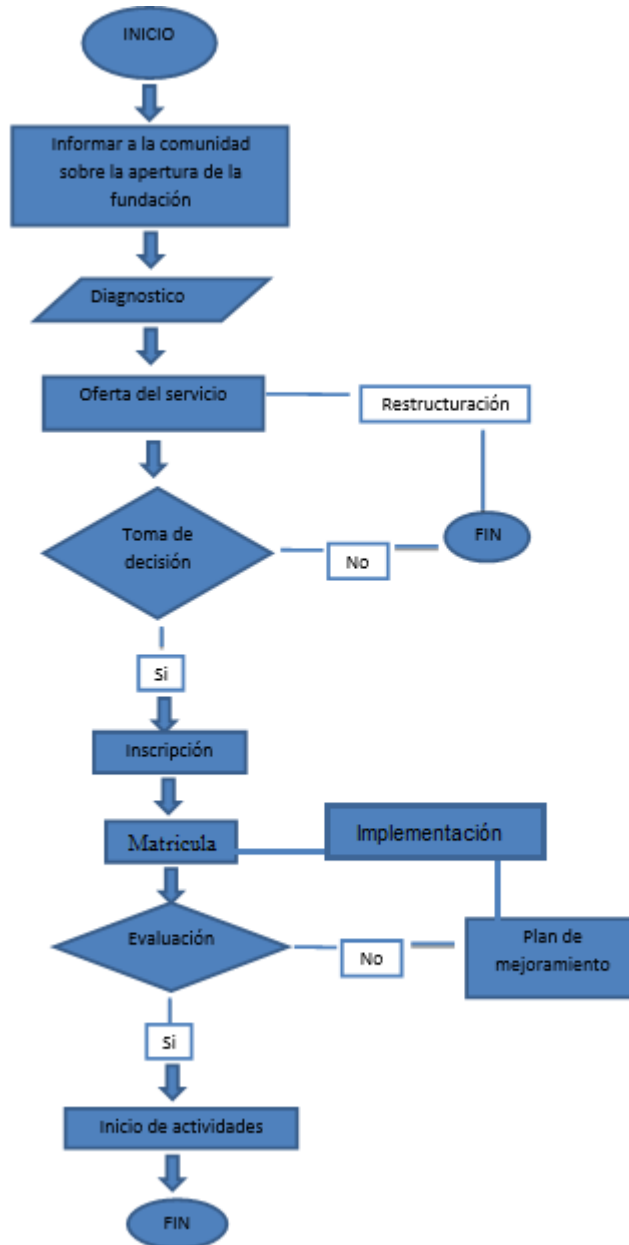 INICIO
Informar a la comunidad
sobre la apertura de la
fundación
Diagnostico
Oferta del servicio
Restructuración
Toma de
decisión
No
FIN
Si
Inscripción
Matricula
Implementación
Evaluación
No
Plan de
mejoramiento
Si
Inicio de actividades
FIN